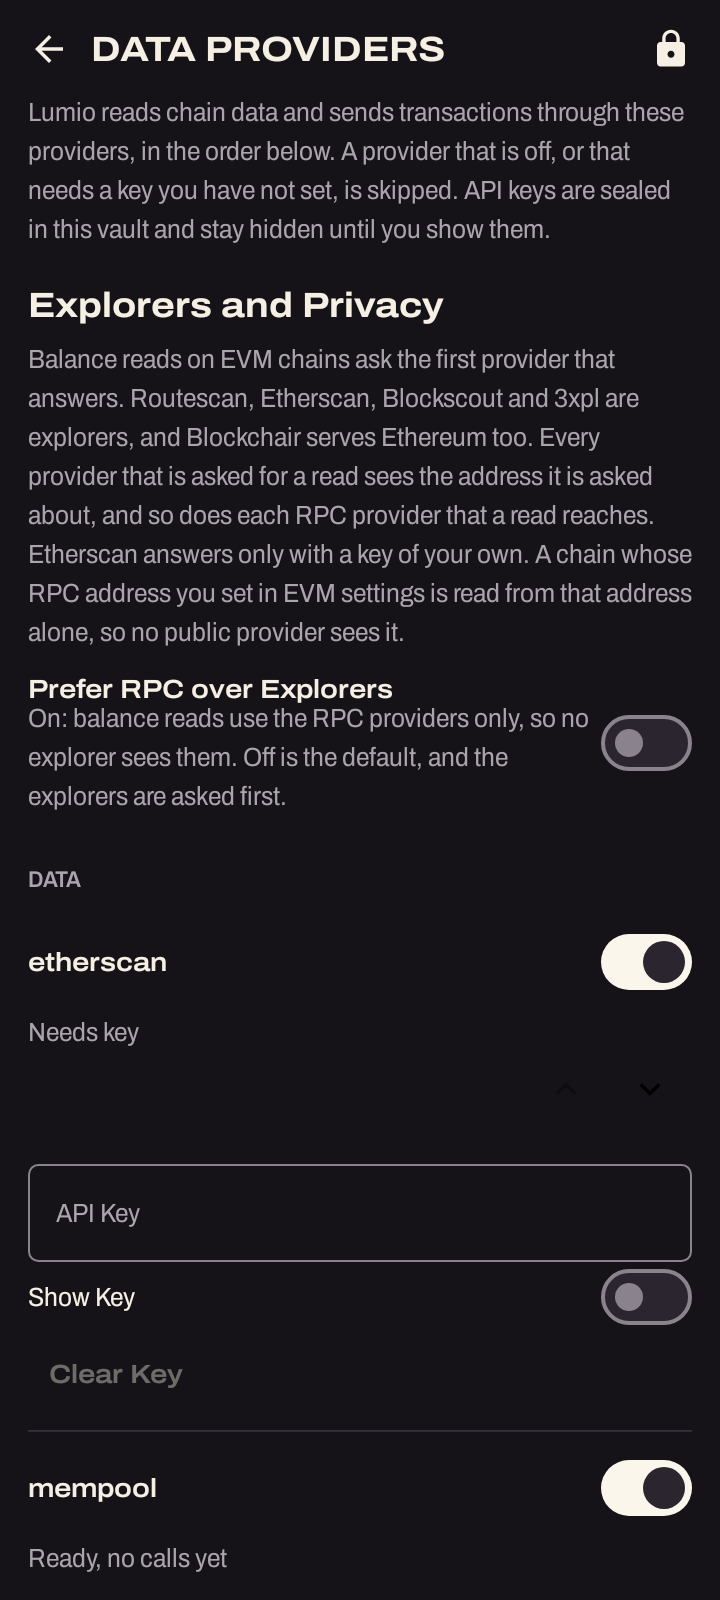 DATA PROVIDERS
Lumio reads chain data and sends transactions through these
providers, in the order below. A provider that is off, or that
needs a key you have not set, is skipped. API keys are sealed
in this vault and stay hidden until you show them.
Explorers and Privacy
Balance reads on EVM chains ask the first provider that
answers. Routescan, Etherscan, Blockscout and 3xpl are
explorers, and Blockchair serves Ethereum too. Every
provider that is asked for a read sees the address it is asked
about, and so does each RPC provider that a read reaches.
Etherscan answers only with a key of your own. A chain whose
RPC address you set in EVM settings is read from that address
alone, so no public provider sees it.
Prefer RPC over Explorers
On: balance reads use the RPC providers only, so no
explorer sees them. Off is the default, and the
explorers are asked first.
DATA
etherscan
Needs key
API Key
Show Key
Clear Key
mempool
Ready, no calls yet